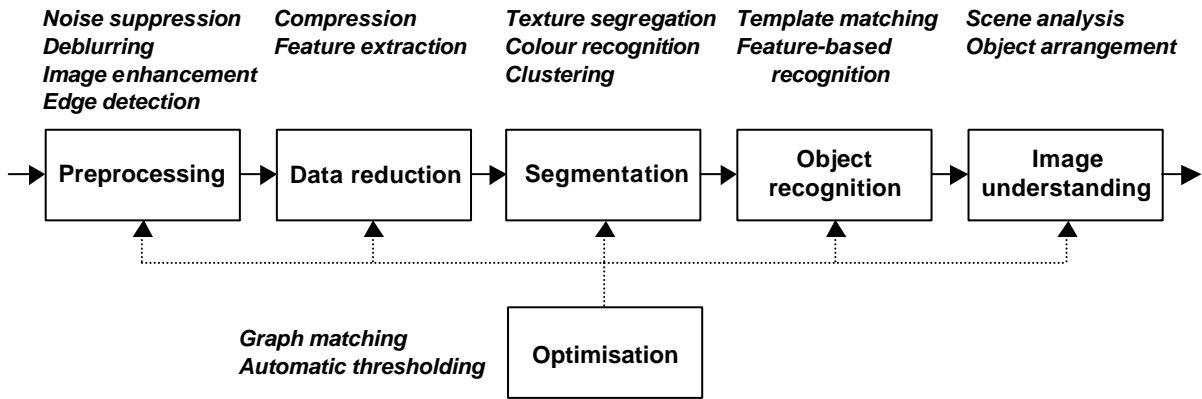 Noise suppression
Deblurring
Image enhancement
Edge detection
Compression
Feature extraction
Texture segregation
Colour recognition
Clustering
Template matching
Feature-based
recognition
Scene analysis
Object arrangement
Preprocessing
Data reduction
Segmentation
Object
recognition
Image
understanding
Graph matching
Automatic thresholding
Optimisation